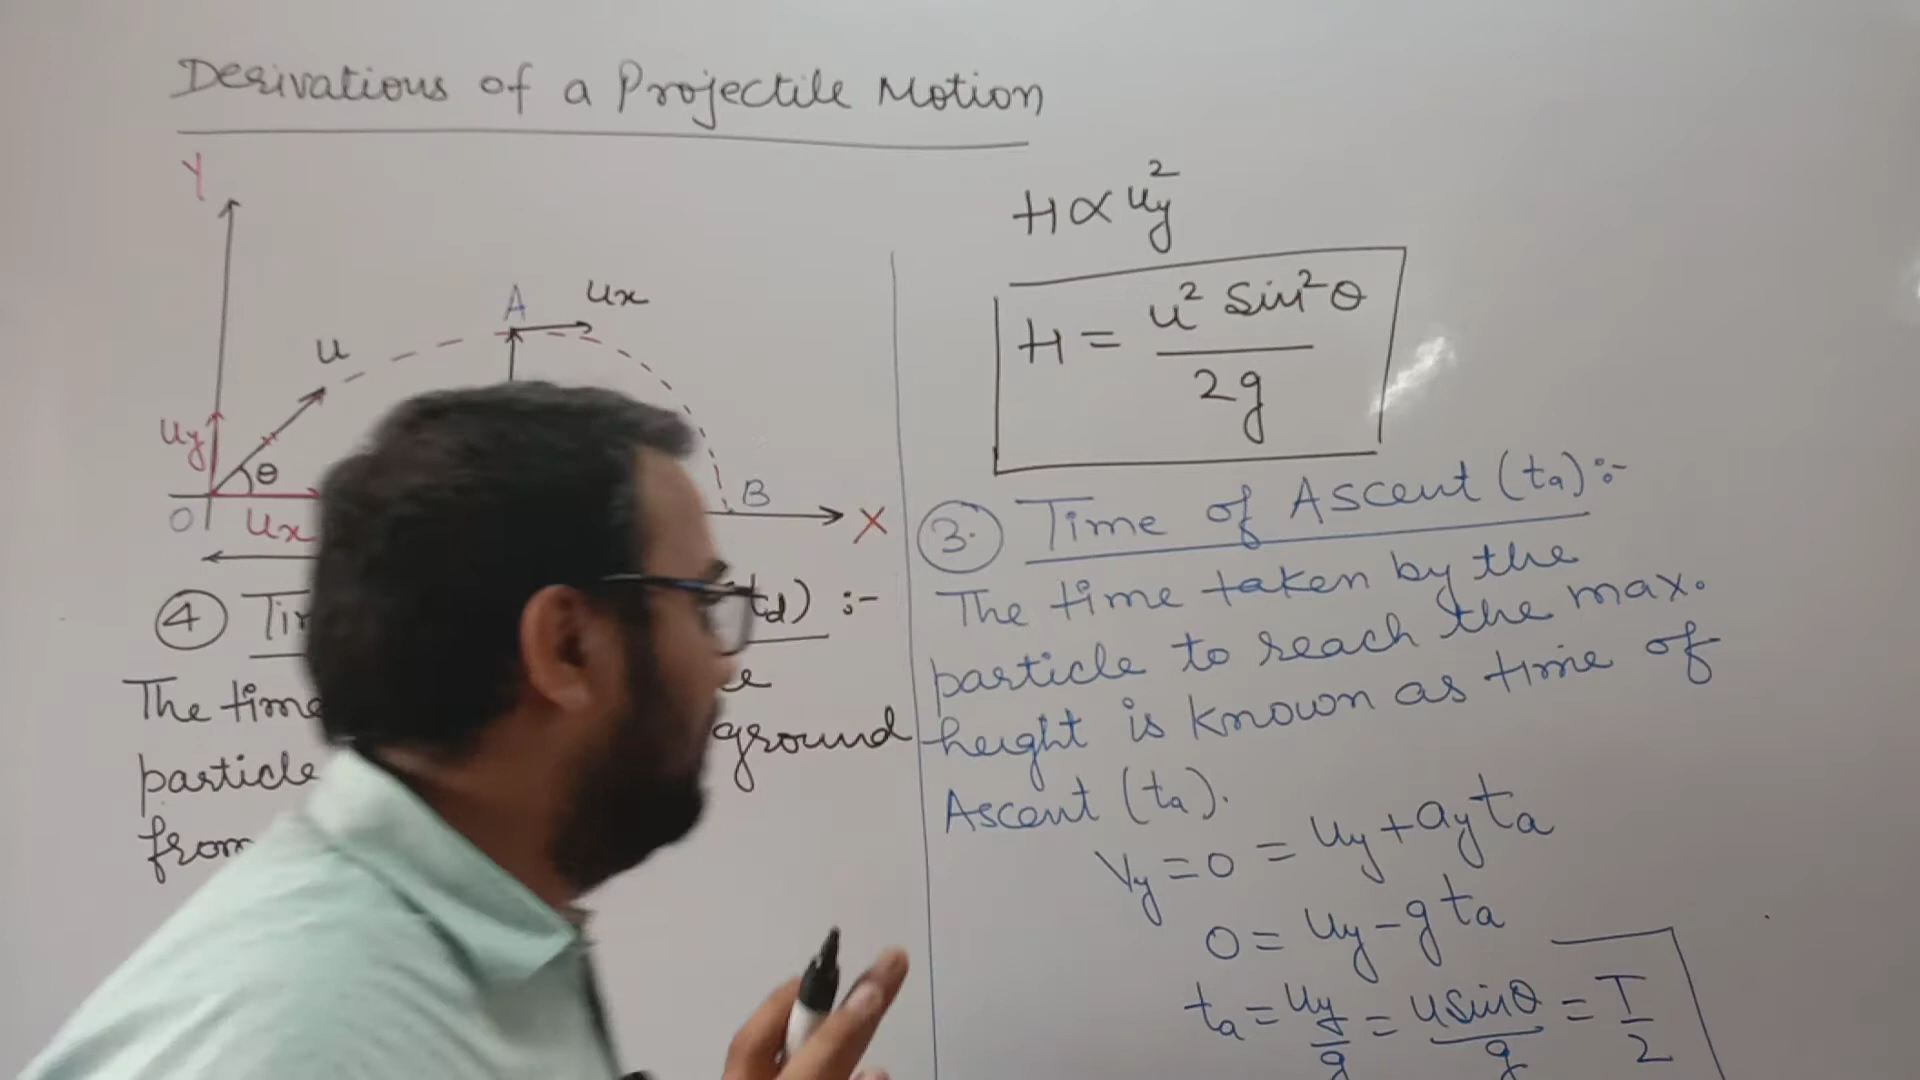 Derivations of a Projectile Motion
Y
A
ux
u
uy
θ
O
ux
B
X
④ :-
The time
particle ground
from
H ∝ uy²
H = u² Sin²θ / 2g
③. Time of Ascent (ta) :-
The time taken by the
particle to reach the max.
height is known as time of
Ascent (ta).
Vy = 0 = uy + ay ta
0 = uy - g ta
ta = uy / g = u sinθ / g = T / 2